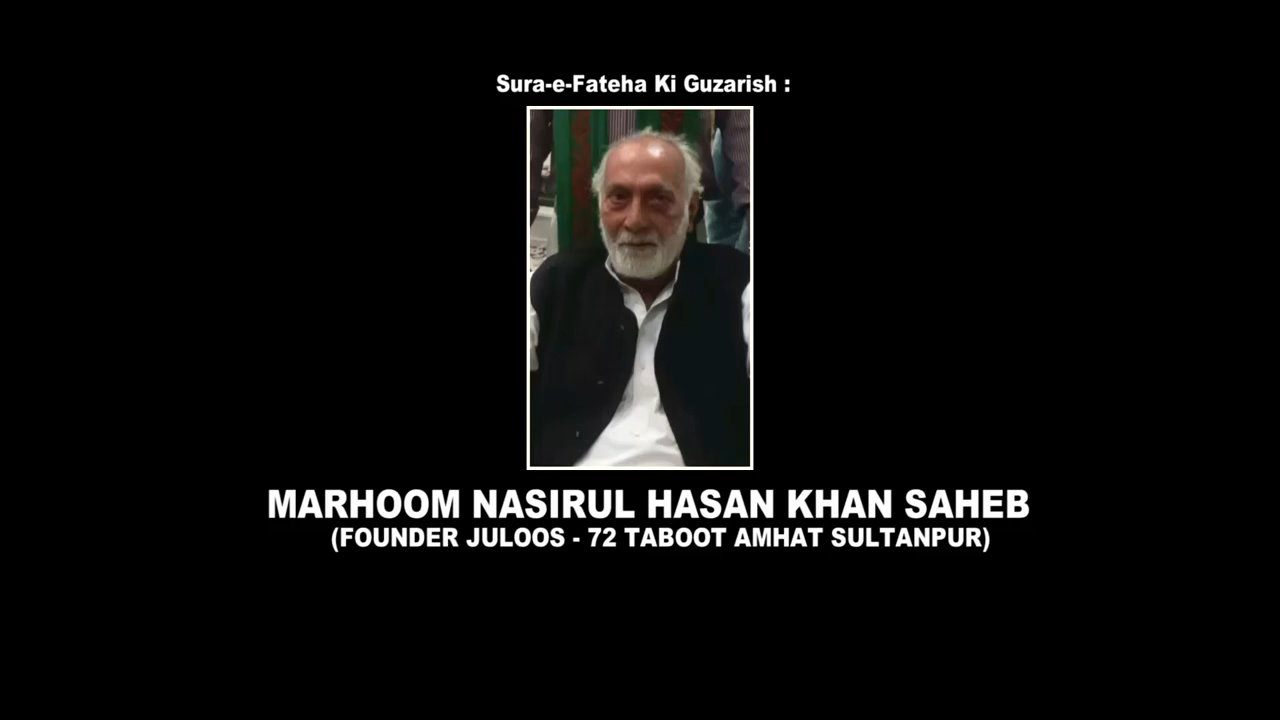 Sura-e-Fateha Ki Guzarish :
MARHOOM NASIRUL HASAN KHAN SAHEB
(FOUNDER JULOOS - 72 TABOOT AMHAT SULTANPUR)